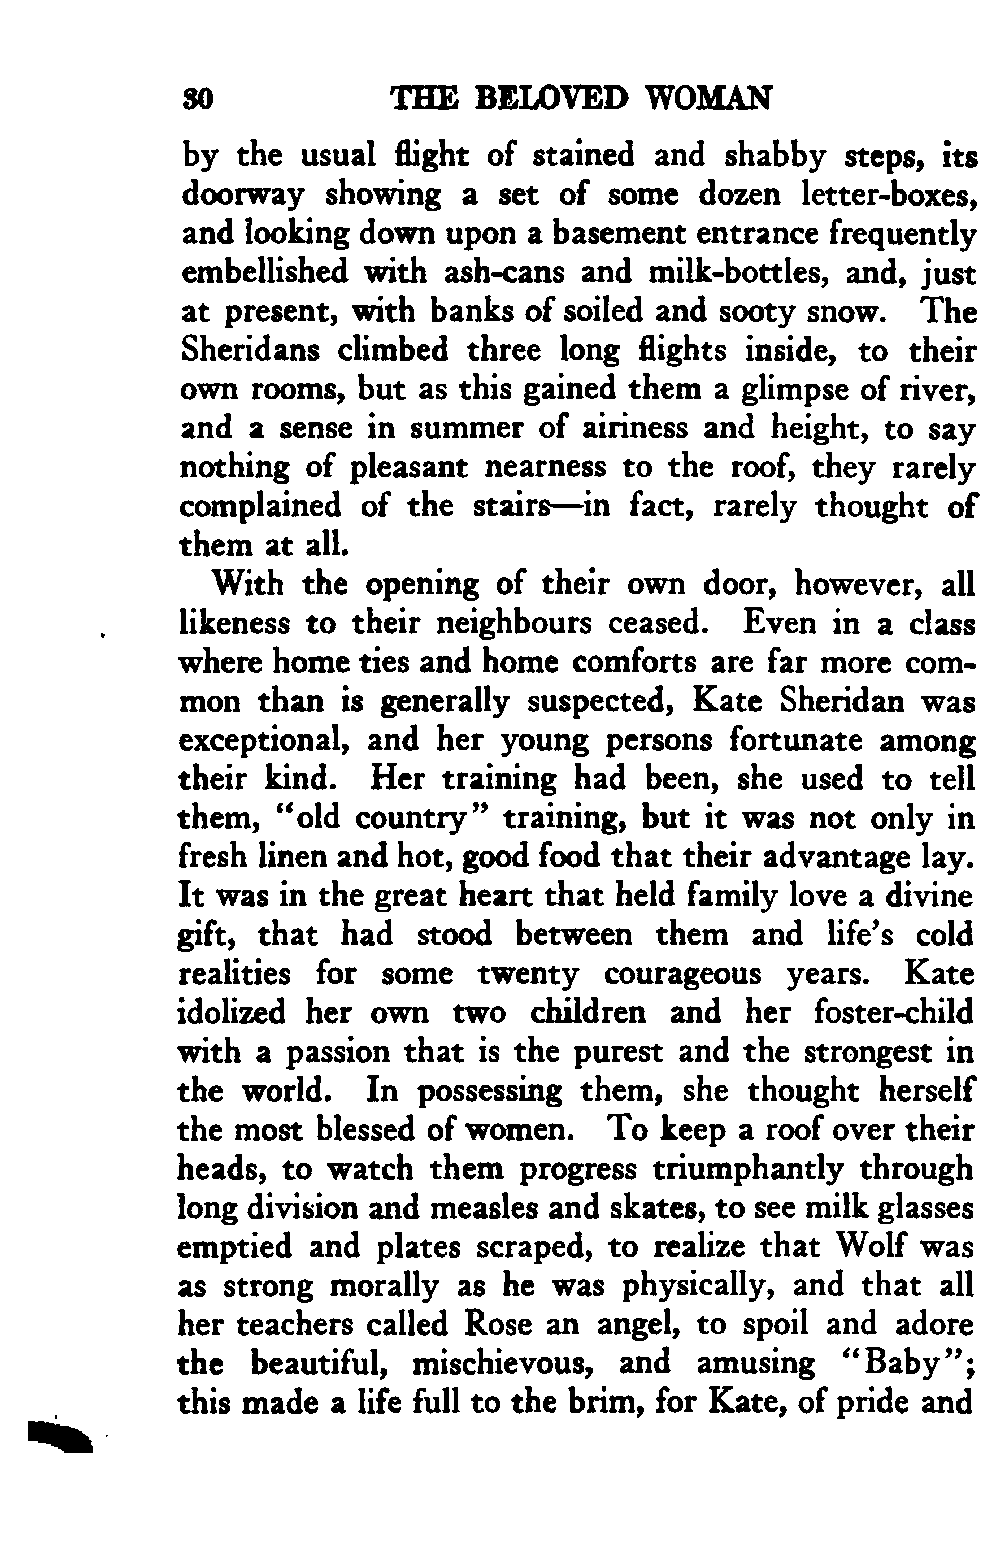 30 THE BELOVED WOMAN
by the usual flight of stained and shabby steps, its
doorway showing a set of some dozen letter-boxes,
and looking down upon a basement entrance frequently
embellished with ash-cans and milk-bottles, and, just
at present, with banks of soiled and sooty snow. The
Sheridans climbed three long flights inside, to their
own rooms, but as this gained them a glimpse of river,
and a sense in summer of airiness and height, to say
nothing of pleasant nearness to the roof, they rarely
complained of the stairs—in fact, rarely thought of
them at all.
With the opening of their own door, however, all
likeness to their neighbours ceased. Even in a class
where home ties and home comforts are far more com-
mon than is generally suspected, Kate Sheridan was
exceptional, and her young persons fortunate among
their kind. Her training had been, she used to tell
them, "old country" training, but it was not only in
fresh linen and hot, good food that their advantage lay.
It was in the great heart that held family love a divine
gift, that had stood between them and life's cold
realities for some twenty courageous years. Kate
idolized her own two children and her foster-child
with a passion that is the purest and the strongest in
the world. In possessing them, she thought herself
the most blessed of women. To keep a roof over their
heads, to watch them progress triumphantly through
long division and measles and skates, to see milk glasses
emptied and plates scraped, to realize that Wolf was
as strong morally as he was physically, and that all
her teachers called Rose an angel, to spoil and adore
the beautiful, mischievous, and amusing "Baby";
this made a life full to the brim, for Kate, of pride and